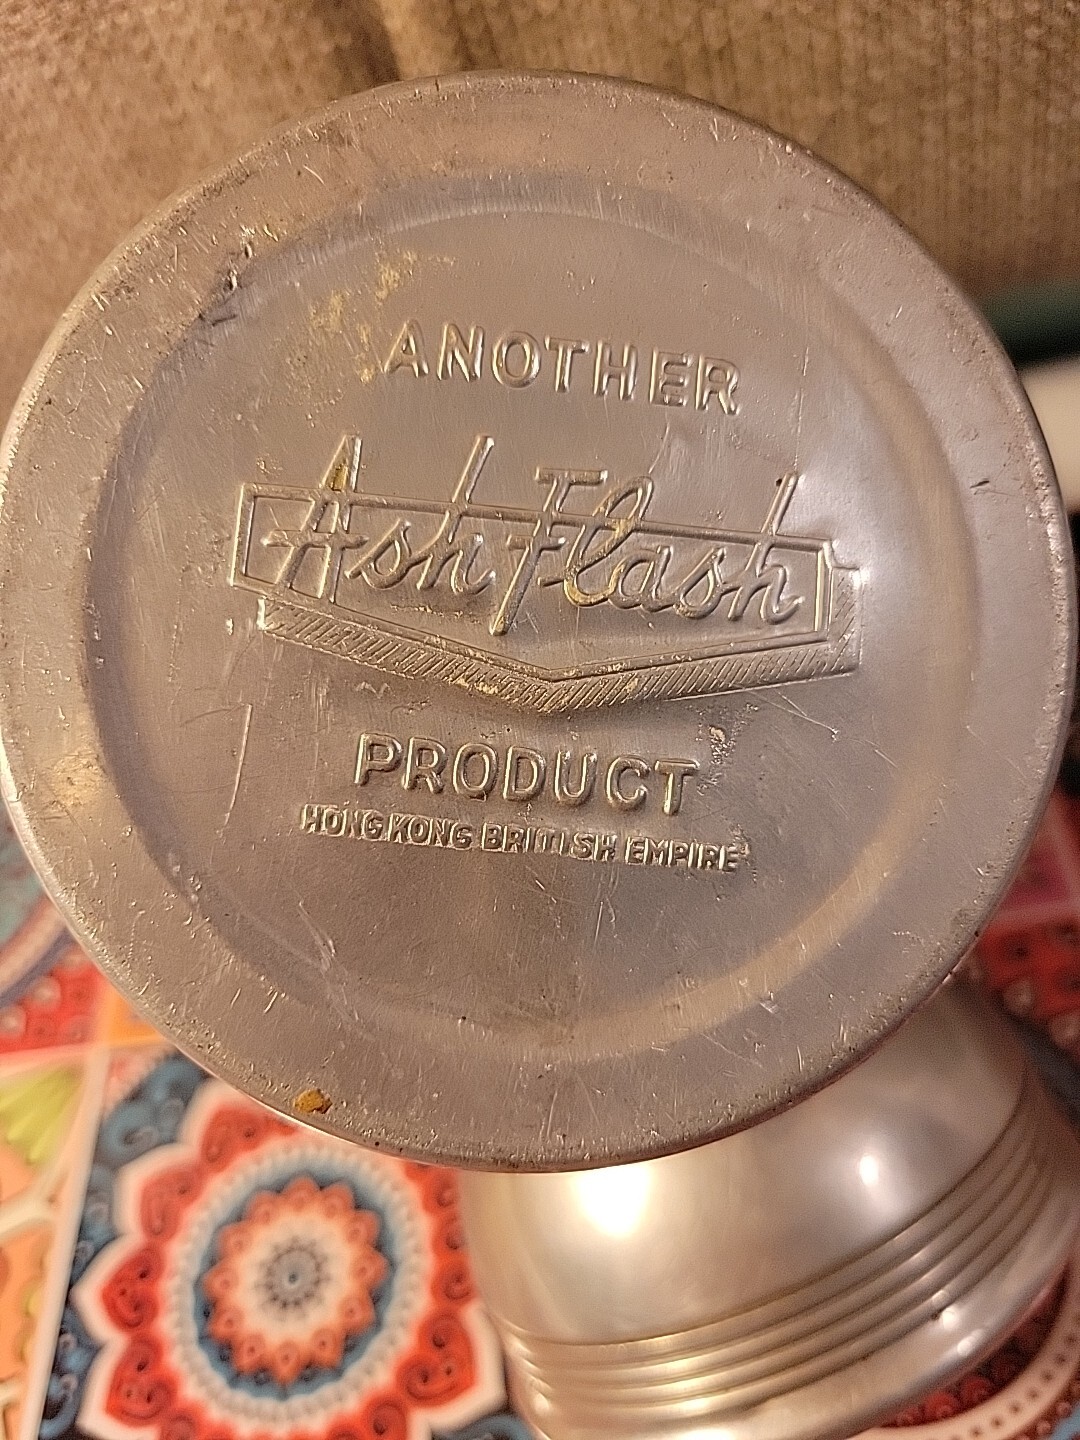 ANOTHER
Ash Flash
PRODUCT
HONG KONG BRITISH EMPIRE